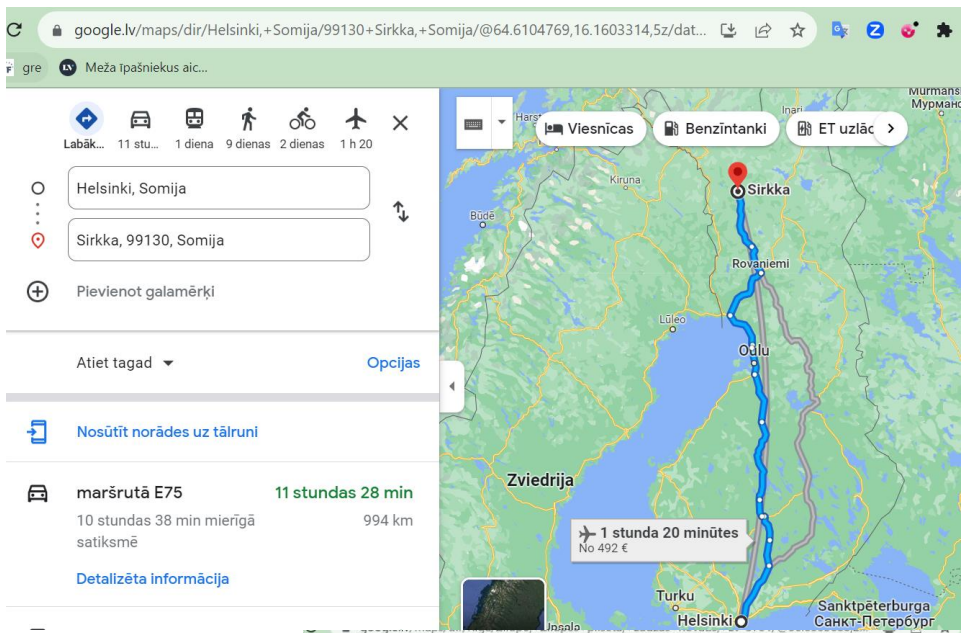 google.lv/maps/dir/Helsinki,+Somija/99130+Sirkka,+Somija/@64.6104769,16.1603314,5z/dat...
gre
Meža īpašniekus aic...
Labāk...
11 stu...
1 diena
9 dienas
2 dienas
1 h 20
Helsinki, Somija
Sirkka, 99130, Somija
Pievienot galamērķi
Atiet tagad
Opcijas
Nosūtīt norādes uz tālruni
maršrutā E75
11 stundas 28 min
10 stundas 38 min mierīgā
994 km
satiksmē
Detalizēta informācija
Viesnīcas
Benzīntanki
ET uzlād
Murmans
Мурманс
Harst
Inari
Kiruna
Sirkka
Būdē
Rovaniemi
Lūleo
Oulu
Zviedrija
1 stunda 20 minūtes
No 492 €
Turku
Helsinki
Sanktpēterburga
Санкт-Петербург
Upsala